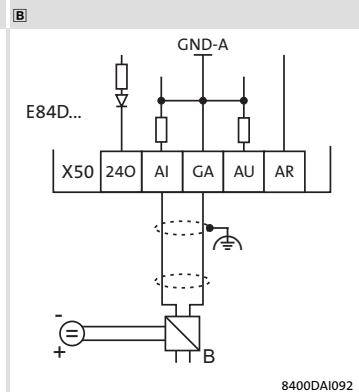 B
GND-A
E84D...
X50 24O AI GA AU AR
-
+
B
8400DAI092